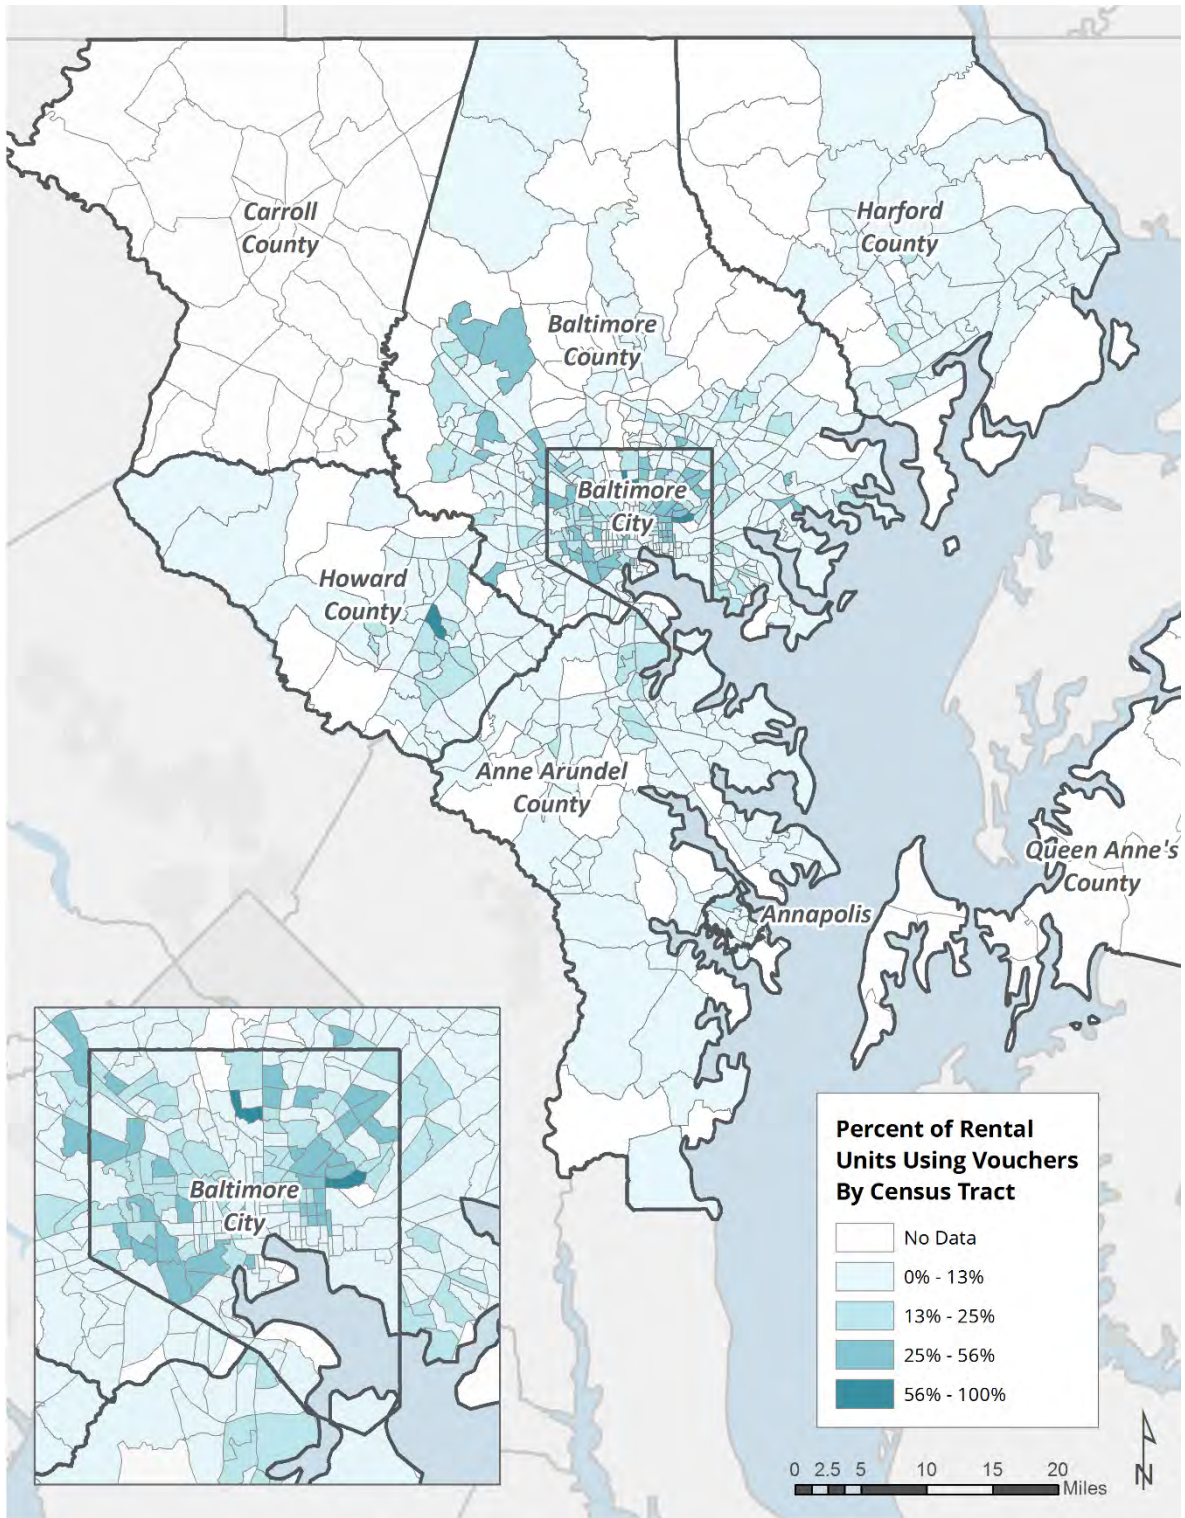 Carroll
County
Harford
County
Baltimore
County
Baltimore
City
Howard
County
Anne Arundel
County
Queen Anne's
County
Annapolis
Baltimore
City
Percent of Rental
Units Using Vouchers
By Census Tract
No Data
0% - 13%
13% - 25%
25% - 56%
56% - 100%
0 2.5 5 10 15 20
Miles
N